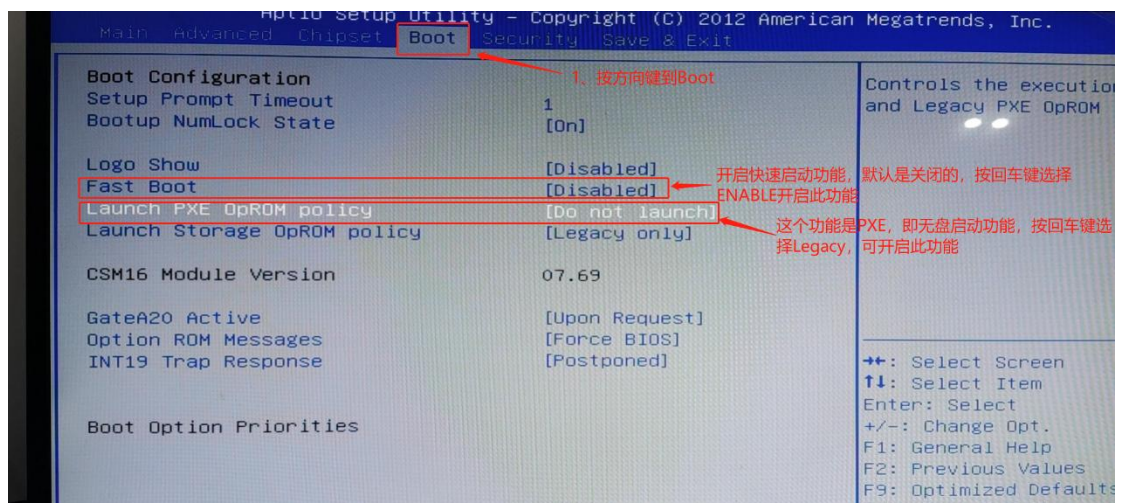 Aptio Setup Utility – Copyright (C) 2012 American Megatrends, Inc.
Main Advanced Chipset Boot Security Save & Exit
1、按方向键到Boot
Boot Configuration
Setup Prompt Timeout 1
Bootup NumLock State [On]
Logo Show [Disabled]
Fast Boot [Disabled]
Launch PXE OpROM policy [Do not launch]
Launch Storage OpROM policy [Legacy only]
CSM16 Module Version 07.69
GateA20 Active [Upon Request]
Option ROM Messages [Force BIOS]
INT19 Trap Response [Postponed]
Boot Option Priorities
开启快速启动功能，默认是关闭的，按回车键选择
ENABLE开启此功能
这个功能是PXE，即无盘启动功能，按回车键选
择Legacy，可开启此功能
Controls the executio
and Legacy PXE OpROM
→←: Select Screen
↑↓: Select Item
Enter: Select
+/-: Change Opt.
F1: General Help
F2: Previous Values
F9: Optimized Defaults